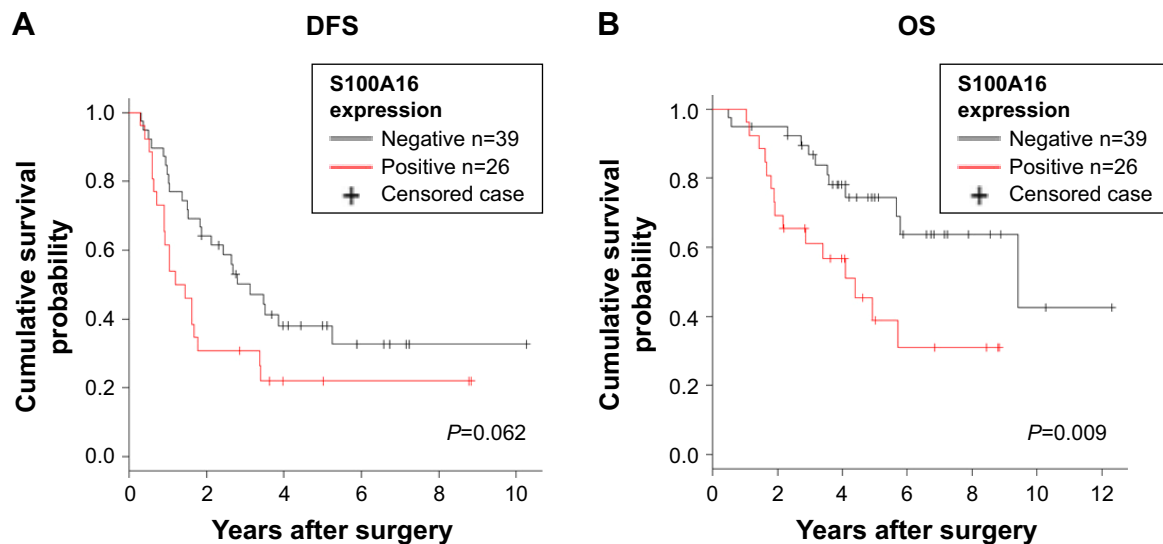 A
DFS
S100A16
expression
Negative n=39
Positive n=26
Censored case
Cumulative survival
probability
1.0
0.8
0.6
0.4
0.2
0.0
P=0.062
0 2 4 6 8 10
Years after surgery
B
OS
S100A16
expression
Negative n=39
Positive n=26
Censored case
Cumulative survival
probability
1.0
0.8
0.6
0.4
0.2
0.0
P=0.009
0 2 4 6 8 10 12
Years after surgery